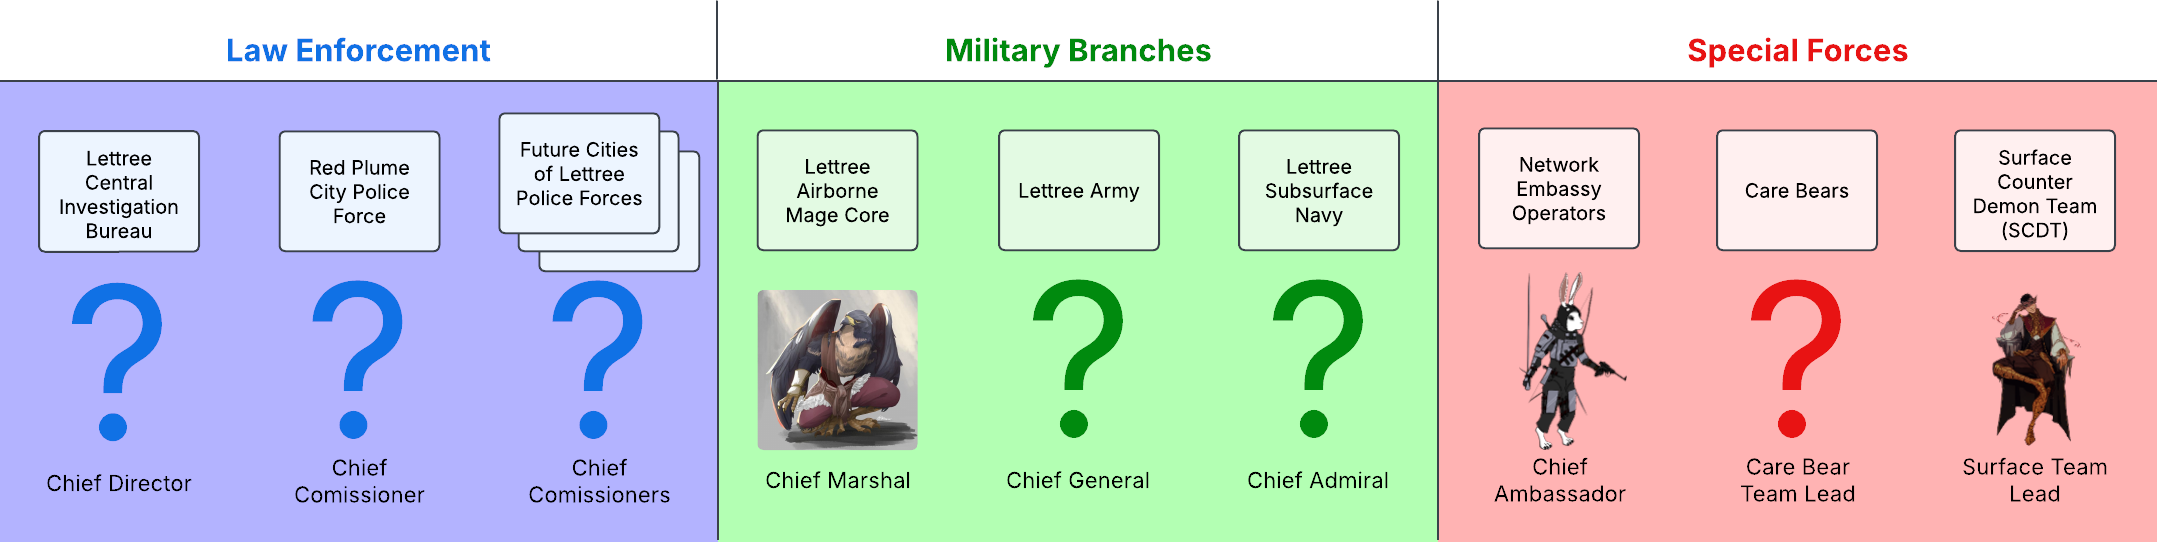 Law Enforcement
Military Branches
Special Forces
Lettree
Central
Investigation
Bureau
Red Plume
City Police
Force
Future Cities
of Lettree
Police Forces
Lettree
Airborne
Mage Core
Lettree Army
Lettree
Subsurface
Navy
Network
Embassy
Operators
Care Bears
Surface
Counter
Demon Team
(SCDT)
?
?
?
?
?
?
Chief Director
Chief
Comissioner
Chief
Comissioners
Chief Marshal
Chief General
Chief Admiral
Chief
Ambassador
Care Bear
Team Lead
Surface Team
Lead